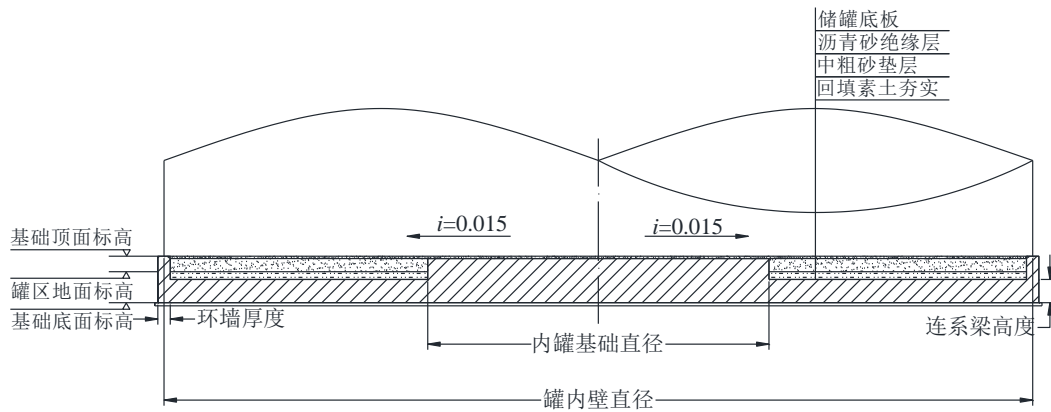 储罐底板
沥青砂绝缘层
中粗砂垫层
回填素土夯实
i=0.015
i=0.015
基础顶面标高
罐区地面标高
基础底面标高
环墙厚度
连系梁高度
内罐基础直径
罐内壁直径